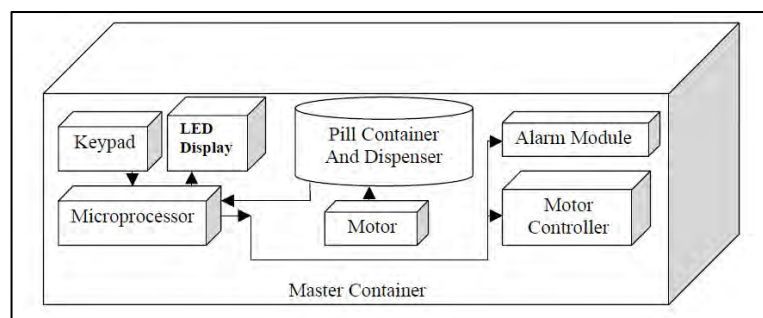 Keypad
LED
Display
Pill Container
And Dispenser
Alarm Module
Microprocessor
Motor
Motor
Controller
Master Container